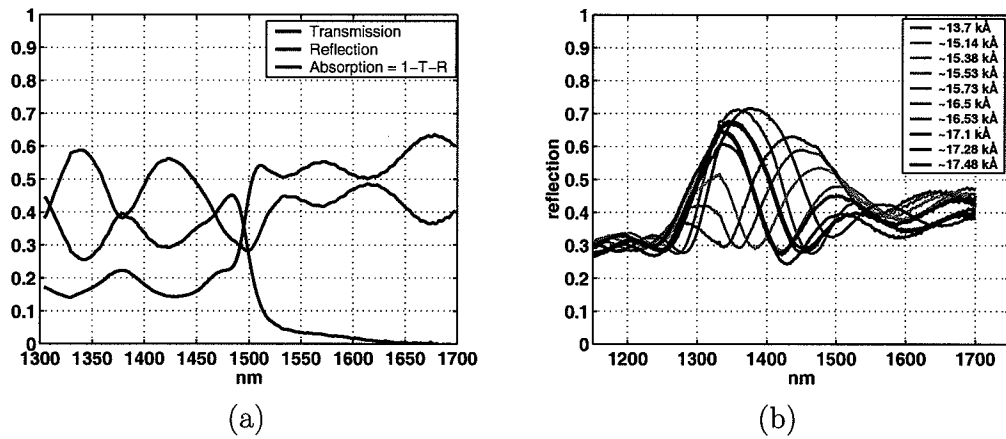 1
0.9
0.8
0.7
0.6
0.5
0.4
0.3
0.2
0.1
0
1300 1350 1400 1450 1500 1550 1600 1650 1700
nm
Transmission
Reflection
Absorption = 1−T−R
(a)
1
0.9
0.8
0.7
0.6
0.5
0.4
0.3
0.2
0.1
0
reflection
1200 1300 1400 1500 1600 1700
nm
~13.7 kÅ
~15.14 kÅ
~15.38 kÅ
~15.53 kÅ
~15.73 kÅ
~16.5 kÅ
~16.53 kÅ
~17.1 kÅ
~17.28 kÅ
~17.48 kÅ
(b)